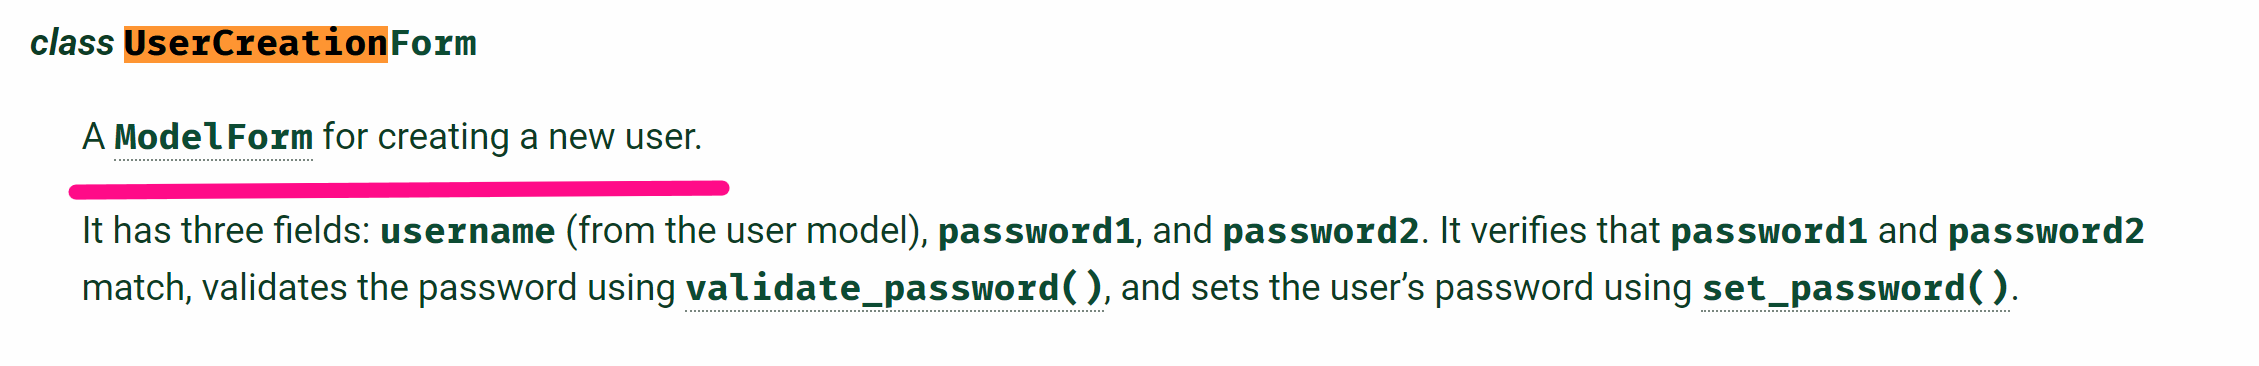 class UserCreationForm
A ModelForm for creating a new user.
It has three fields: username (from the user model), password1, and password2. It verifies that password1 and password2
match, validates the password using validate_password(), and sets the user’s password using set_password().